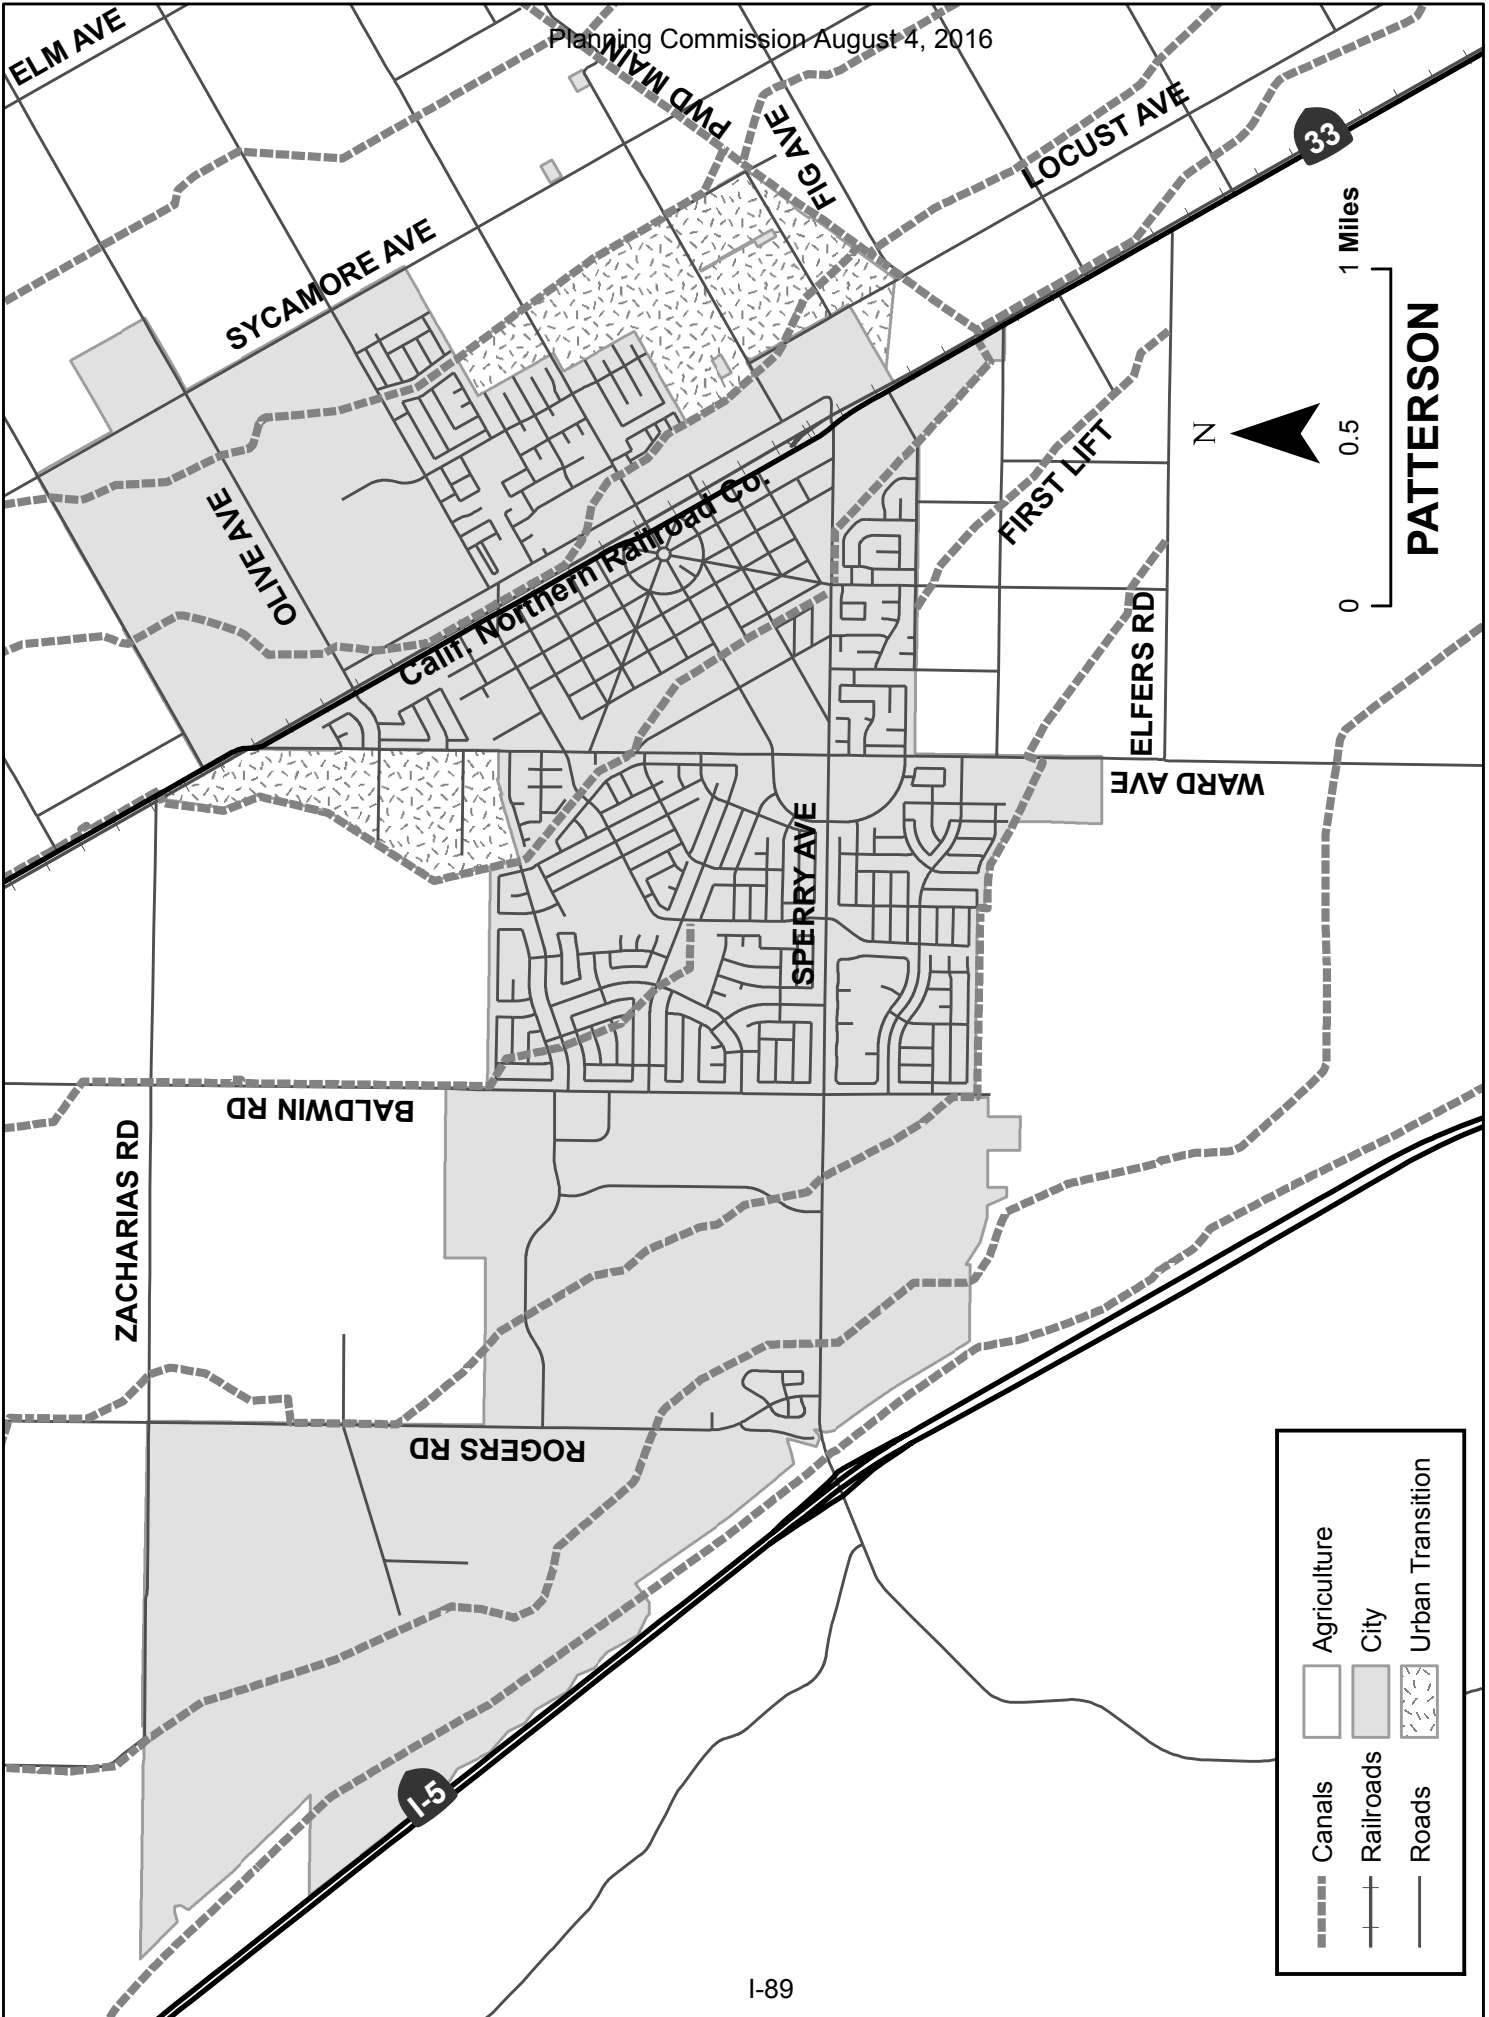 Planning Commission August 4, 2016
ELM AVE
PWD MAIN
FIG AVE
LOCUST AVE
33
SYCAMORE AVE
OLIVE AVE
Calif. Northern Railroad Co.
FIRST LIFT
ELFERS RD
WARD AVE
SPERRY AVE
BALDWIN RD
ZACHARIAS RD
ROGERS RD
I-5
N
0 0.5 1 Miles
PATTERSON
Canals
Railroads
Roads
Agriculture
City
Urban Transition
I-89